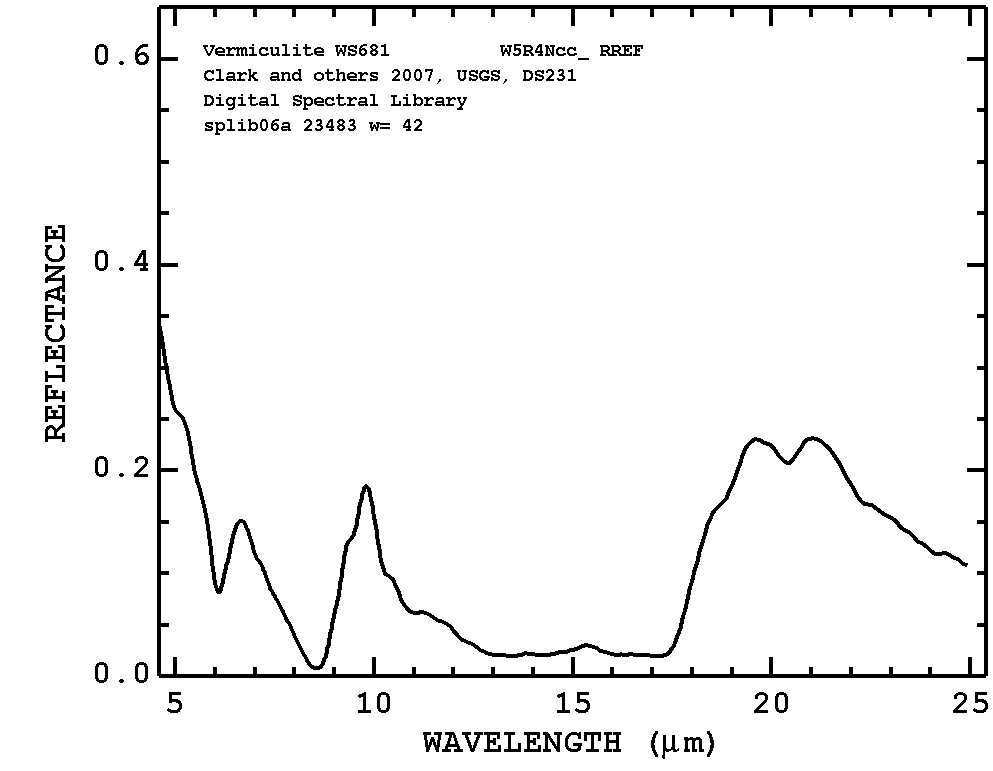 0.6
Vermiculite WS681 W5R4Ncc_ RREF
Clark and others 2007, USGS, DS231
Digital Spectral Library
splib06a 23483 w= 42
0.4
REFLECTANCE
0.2
0.0
5 10 15 20 25
WAVELENGTH (μm)